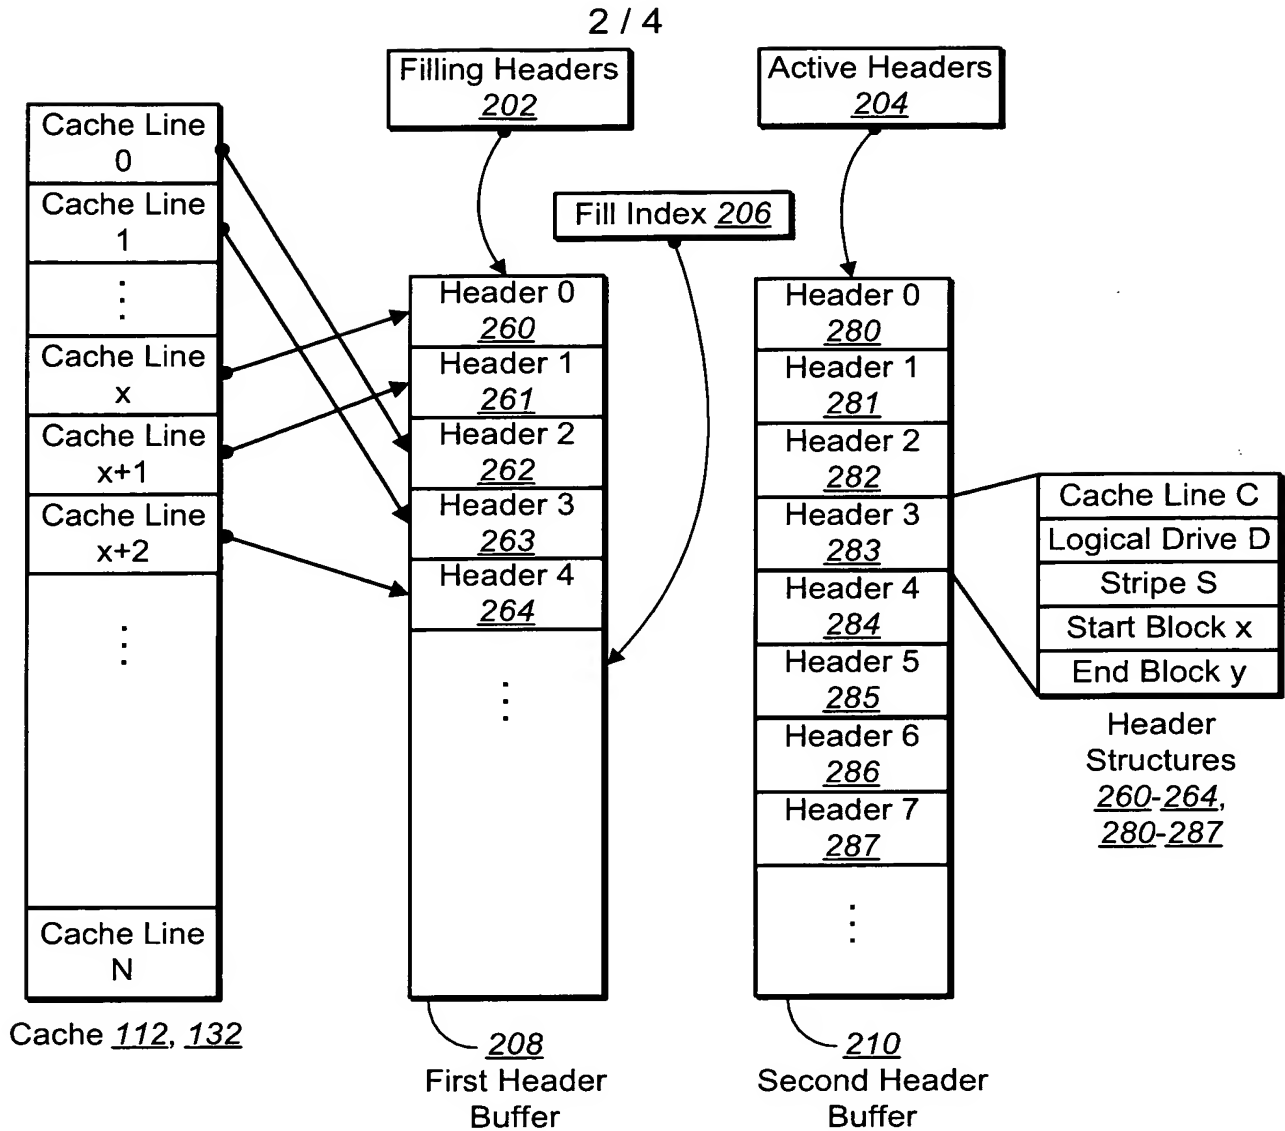 2 / 4
Filling Headers
202
Active Headers
204
Fill Index 206
Cache Line
0
Cache Line
1
⋮
Cache Line
x
Cache Line
x+1
Cache Line
x+2
⋮
Cache Line
N
Cache 112, 132
Header 0
260
Header 1
261
Header 2
262
Header 3
263
Header 4
264
⋮
208
First Header
Buffer
Header 0
280
Header 1
281
Header 2
282
Header 3
283
Header 4
284
Header 5
285
Header 6
286
Header 7
287
⋮
210
Second Header
Buffer
Cache Line C
Logical Drive D
Stripe S
Start Block x
End Block y
Header
Structures
260-264,
280-287